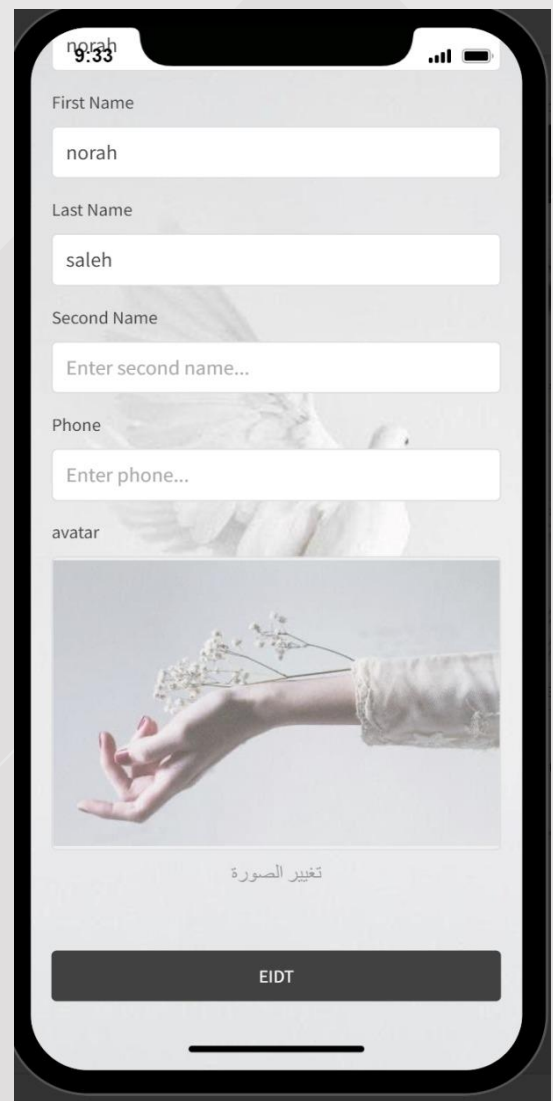 norah
9:33
First Name
norah
Last Name
saleh
Second Name
Enter second name...
Phone
Enter phone...
avatar
تغيير الصورة
EIDT